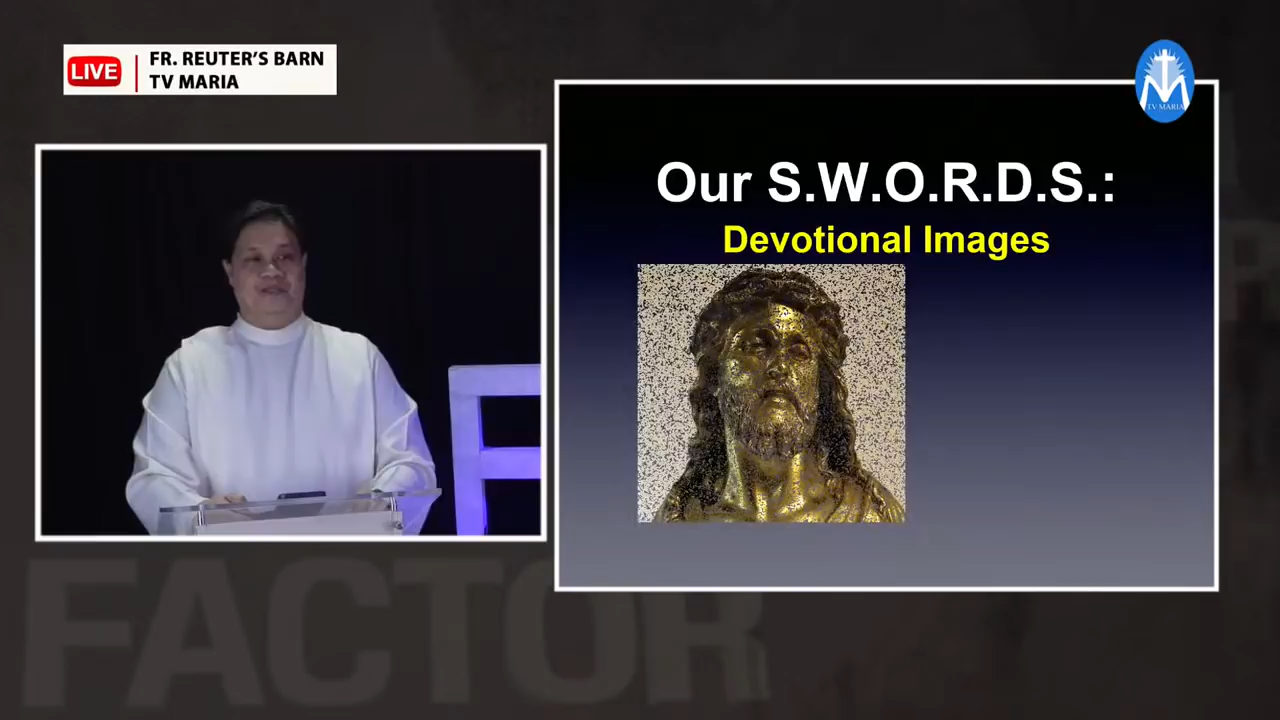 LIVE
FR. REUTER'S BARN
TV MARIA
TV MARIA
Our S.W.O.R.D.S.:
Devotional Images
FACTOR